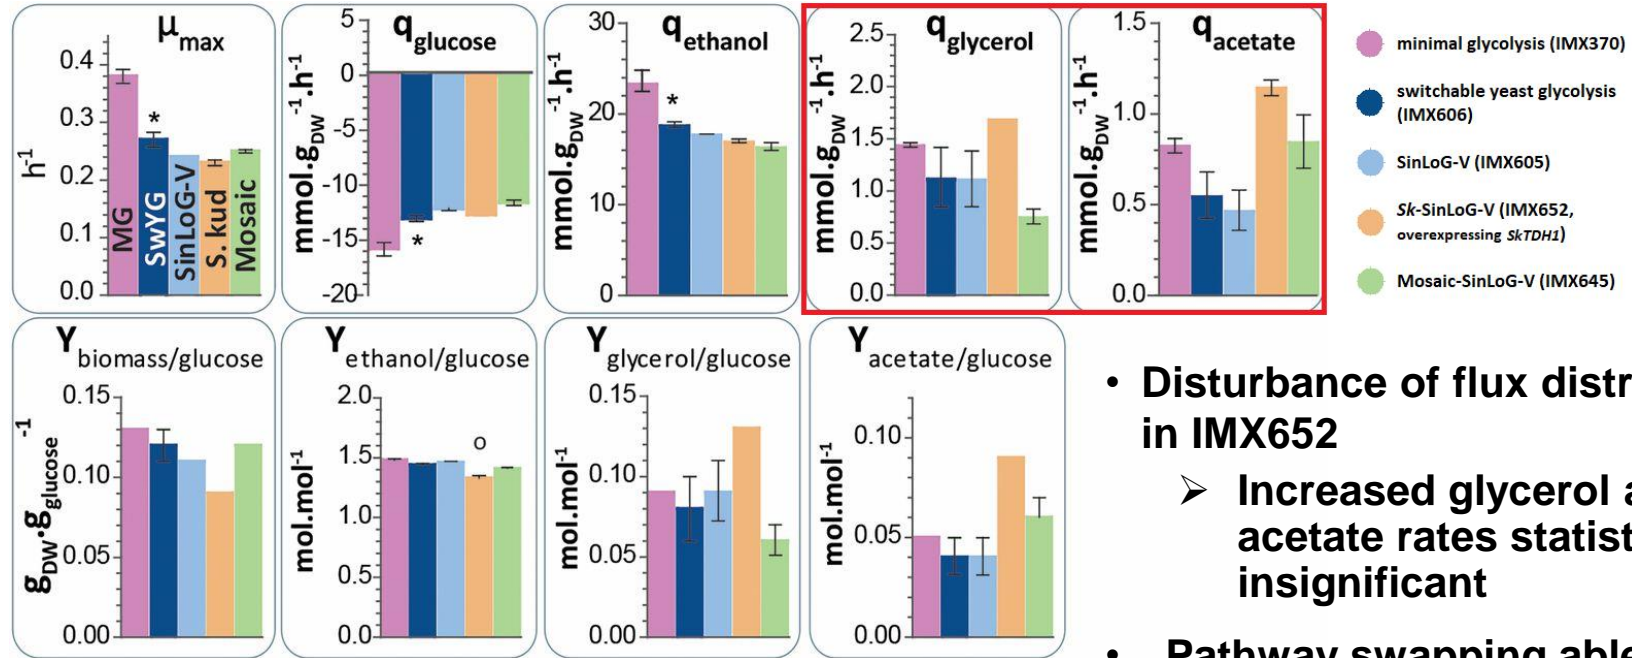 μmax
h-1
0.4
0.3
0.2
0.1
0.0
*
MG
SwYG
SinLoG-V
S. kud
Mosaic
qglucose
mmol.gDW-1.h-1
5
0
-5
-10
-15
-20
*
qethanol
mmol.gDW-1.h-1
30
20
10
0
*
qglycerol
mmol.gDW-1.h-1
2.5
2.0
1.5
1.0
0.5
0.0
qacetate
mmol.gDW-1.h-1
1.5
1.0
0.5
0.0
minimal glycolysis (IMX370)
switchable yeast glycolysis
(IMX606)
SinLoG-V (IMX605)
Sk-SinLoG-V (IMX652,
overexpressing SkTDH1)
Mosaic-SinLoG-V (IMX645)
Ybiomass/glucose
gDW.gglucose-1
0.15
0.10
0.05
0.00
Yethanol/glucose
mol.mol-1
2.0
1.5
1.0
0.5
0.0
o
Yglycerol/glucose
mol.mol-1
0.15
0.10
0.05
0.00
Yacetate/glucose
mol.mol-1
0.10
0.05
0.00
• Disturbance of flux distr
in IMX652
➢ Increased glycerol a
acetate rates statist
insignificant
• Pathway swapping able